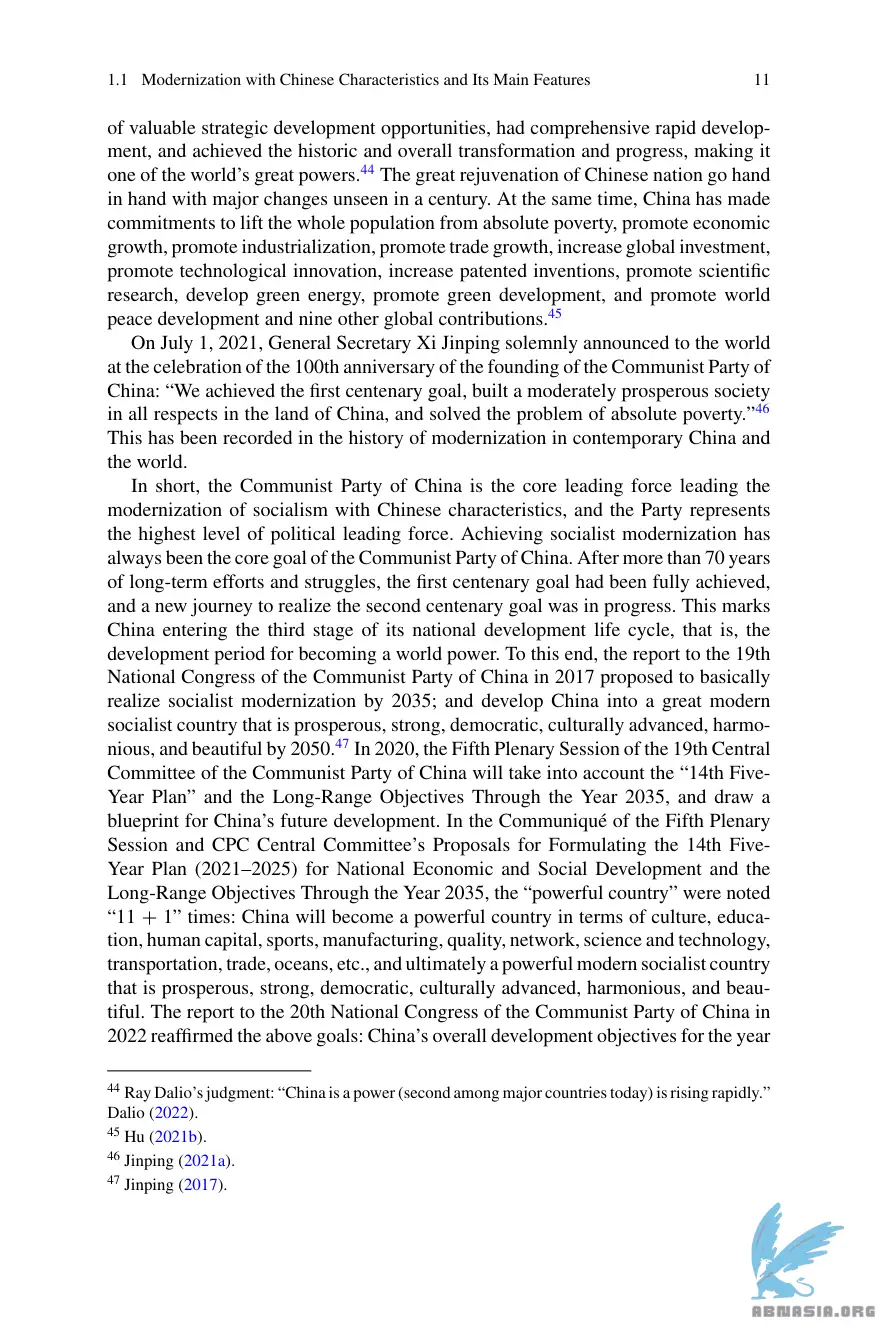 1.1 Modernization with Chinese Characteristics and Its Main Features 11
of valuable strategic development opportunities, had comprehensive rapid develop-
ment, and achieved the historic and overall transformation and progress, making it
one of the world’s great powers.44 The great rejuvenation of Chinese nation go hand
in hand with major changes unseen in a century. At the same time, China has made
commitments to lift the whole population from absolute poverty, promote economic
growth, promote industrialization, promote trade growth, increase global investment,
promote technological innovation, increase patented inventions, promote scientific
research, develop green energy, promote green development, and promote world
peace development and nine other global contributions.45
On July 1, 2021, General Secretary Xi Jinping solemnly announced to the world
at the celebration of the 100th anniversary of the founding of the Communist Party of
China: “We achieved the first centenary goal, built a moderately prosperous society
in all respects in the land of China, and solved the problem of absolute poverty.”46
This has been recorded in the history of modernization in contemporary China and
the world.
In short, the Communist Party of China is the core leading force leading the
modernization of socialism with Chinese characteristics, and the Party represents
the highest level of political leading force. Achieving socialist modernization has
always been the core goal of the Communist Party of China. After more than 70 years
of long-term efforts and struggles, the first centenary goal had been fully achieved,
and a new journey to realize the second centenary goal was in progress. This marks
China entering the third stage of its national development life cycle, that is, the
development period for becoming a world power. To this end, the report to the 19th
National Congress of the Communist Party of China in 2017 proposed to basically
realize socialist modernization by 2035; and develop China into a great modern
socialist country that is prosperous, strong, democratic, culturally advanced, harmo-
nious, and beautiful by 2050.47 In 2020, the Fifth Plenary Session of the 19th Central
Committee of the Communist Party of China will take into account the “14th Five-
Year Plan” and the Long-Range Objectives Through the Year 2035, and draw a
blueprint for China’s future development. In the Communiqué of the Fifth Plenary
Session and CPC Central Committee’s Proposals for Formulating the 14th Five-
Year Plan (2021–2025) for National Economic and Social Development and the
Long-Range Objectives Through the Year 2035, the “powerful country” were noted
“11 + 1” times: China will become a powerful country in terms of culture, educa-
tion, human capital, sports, manufacturing, quality, network, science and technology,
transportation, trade, oceans, etc., and ultimately a powerful modern socialist country
that is prosperous, strong, democratic, culturally advanced, harmonious, and beau-
tiful. The report to the 20th National Congress of the Communist Party of China in
2022 reaffirmed the above goals: China’s overall development objectives for the year
44 Ray Dalio’s judgment: “China is a power (second among major countries today) is rising rapidly.”
Dalio (2022).
45 Hu (2021b).
46 Jinping (2021a).
47 Jinping (2017).
ABNASIA.ORG